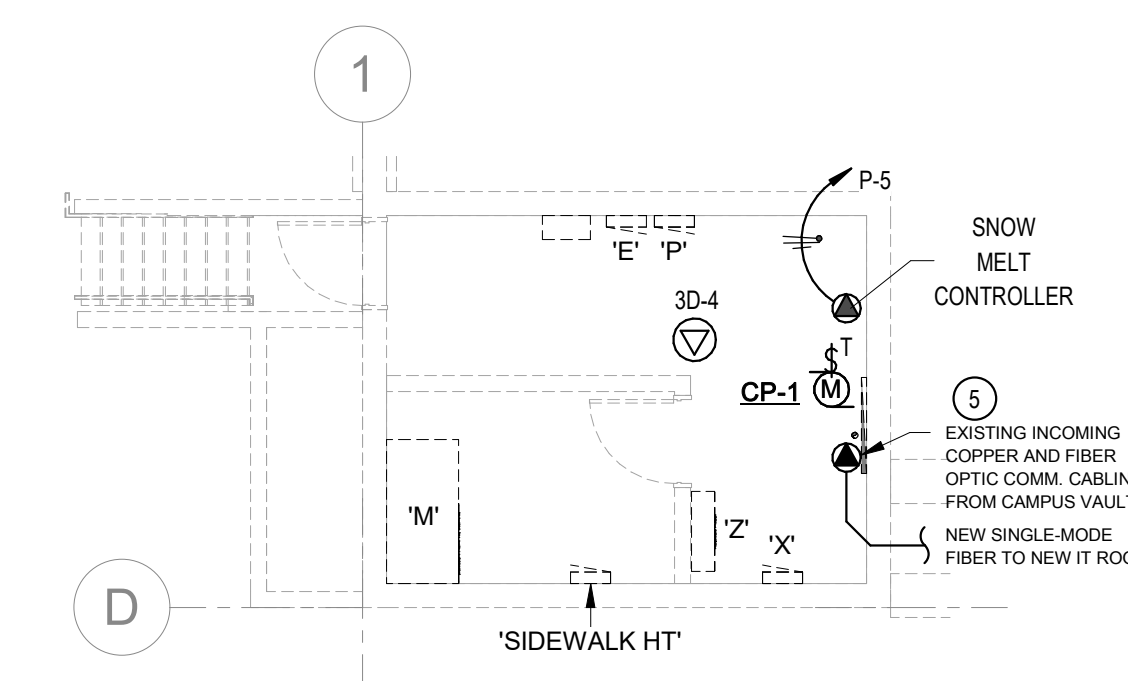 1
P-5
'E' 'P'
SNOW
MELT
CONTROLLER
3D-4
T
$
CP-1 M
5
EXISTING INCOMING
COPPER AND FIBER
OPTIC COMM. CABLIN
FROM CAMPUS VAULT
'M'
'Z'
'X'
NEW SINGLE-MODE
FIBER TO NEW IT ROO
D
'SIDEWALK HT'